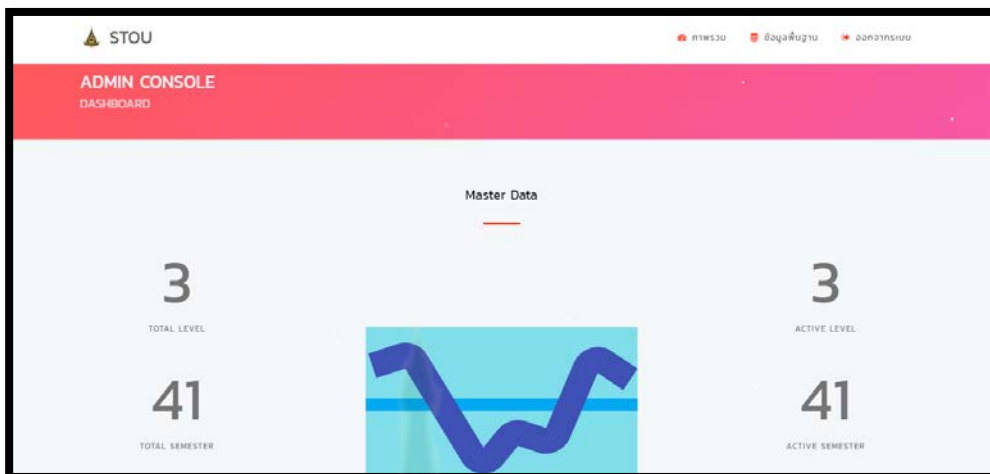 STOU
ภาพรวม ข้อมูลพื้นฐาน ออกจากระบบ
ADMIN CONSOLE
DASHBOARD
Master Data
3
TOTAL LEVEL
3
ACTIVE LEVEL
41
TOTAL SEMESTER
41
ACTIVE SEMESTER